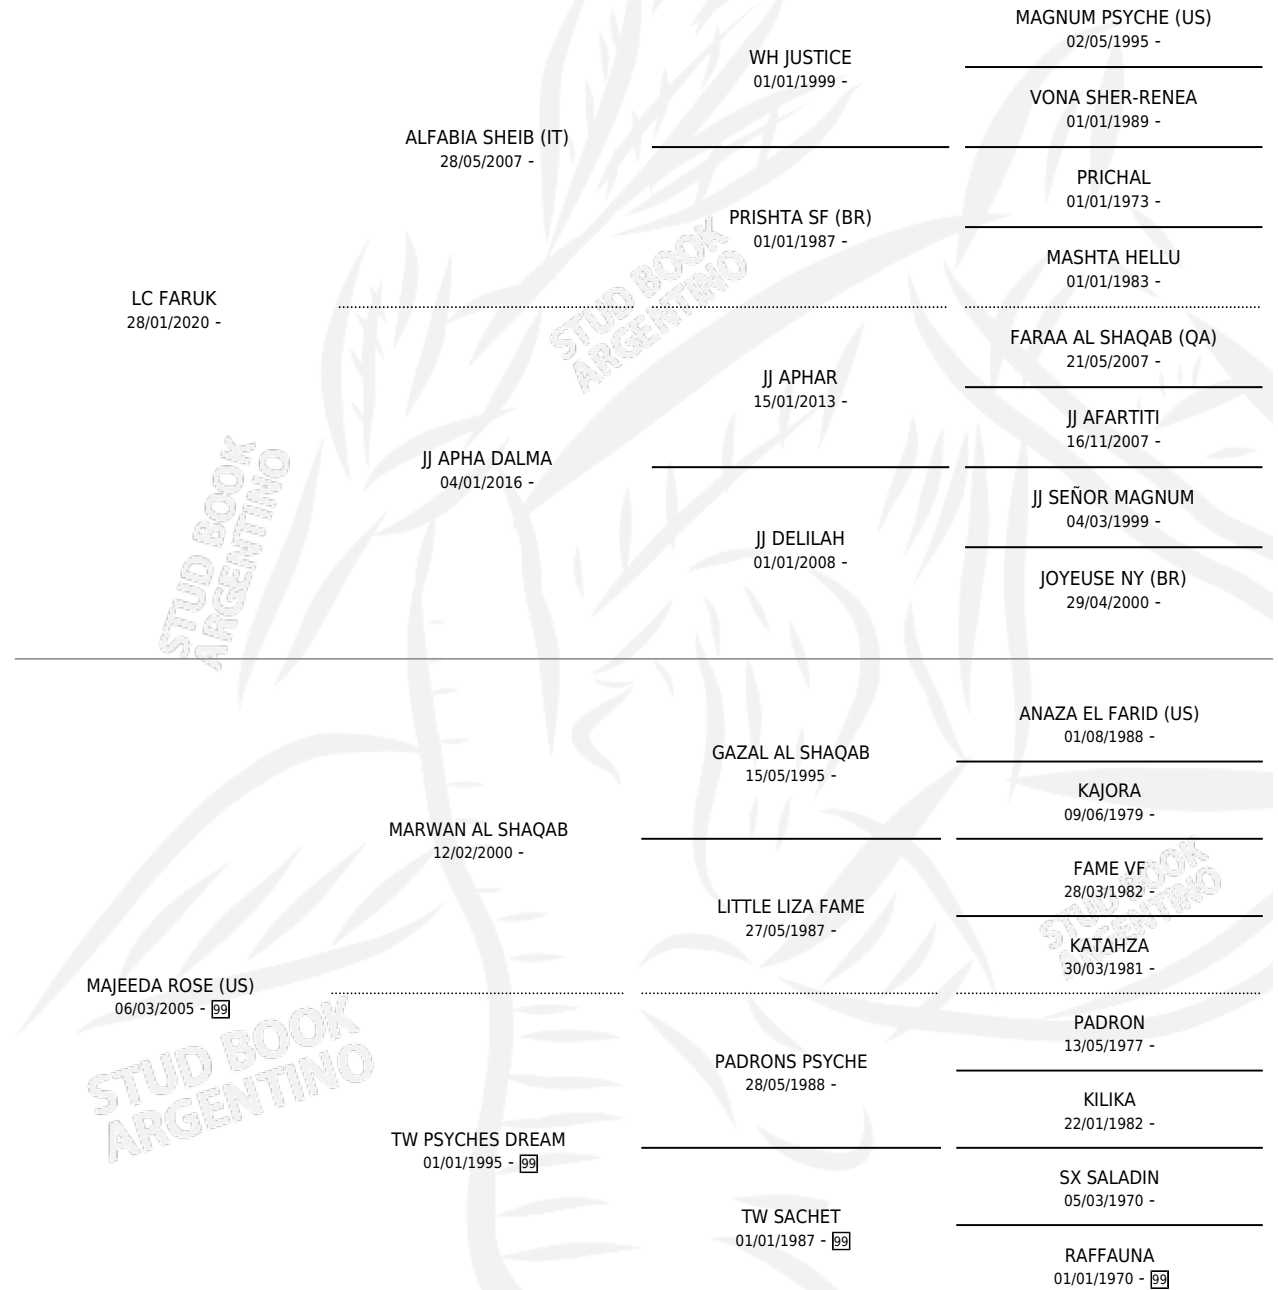 MAGNUM PSYCHE (US)
02/05/1995 -
WH JUSTICE
01/01/1999 -
VONA SHER-RENEA
01/01/1989 -
ALFABIA SHEIB (IT)
28/05/2007 -
PRICHAL
01/01/1973 -
PRISHTA SF (BR)
01/01/1987 -
MASHTA HELLU
01/01/1983 -
LC FARUK
28/01/2020 -
STUD BOOK
ARGENTINO
FARAA AL SHAQAB (QA)
21/05/2007 -
JJ APHAR
15/01/2013 -
JJ AFARTITI
16/11/2007 -
JJ APHA DALMA
04/01/2016 -
JJ SEÑOR MAGNUM
04/03/1999 -
JJ DELILAH
01/01/2008 -
JOYEUSE NY (BR)
29/04/2000 -
STUD BOOK
ARGENTINO
ANAZA EL FARID (US)
01/08/1988 -
GAZAL AL SHAQAB
15/05/1995 -
KAJORA
09/06/1979 -
MARWAN AL SHAQAB
12/02/2000 -
FAME VF
28/03/1982 -
LITTLE LIZA FAME
27/05/1987 -
KATAHZA
30/03/1981 -
STUD BOOK
ARGENTINO
MAJEEDA ROSE (US)
06/03/2005 - 99
PADRON
13/05/1977 -
PADRONS PSYCHE
28/05/1988 -
KILIKA
22/01/1982 -
STUD BOOK
ARGENTINO
TW PSYCHES DREAM
01/01/1995 - 99
SX SALADIN
05/03/1970 -
TW SACHET
01/01/1987 - 99
RAFFAUNA
01/01/1970 - 99